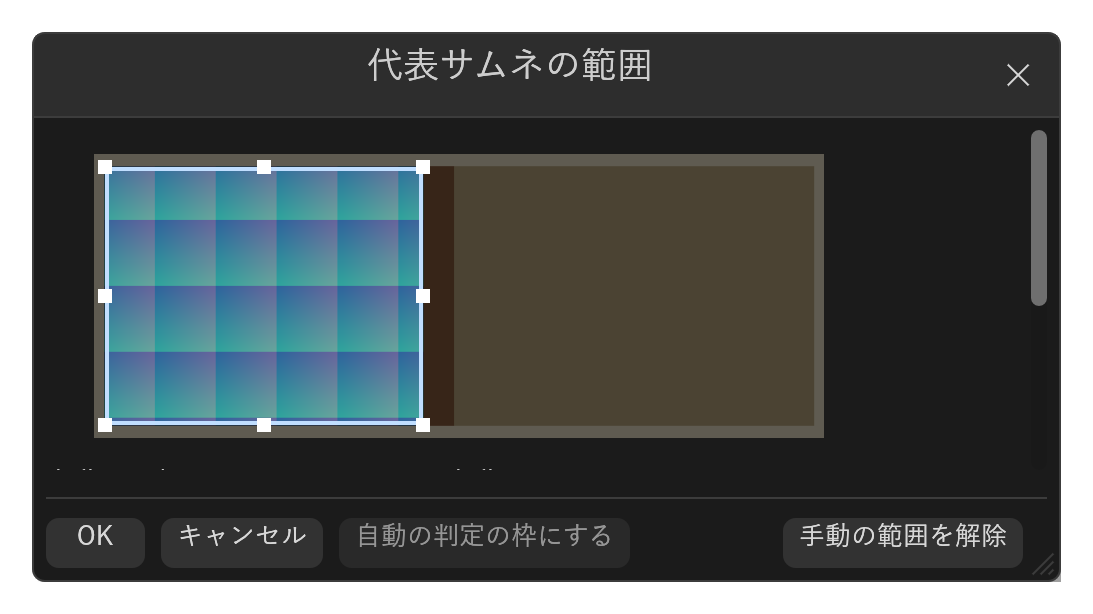 代表サムネの範囲
OK
キャンセル
自動の判定の枠にする
手動の範囲を解除